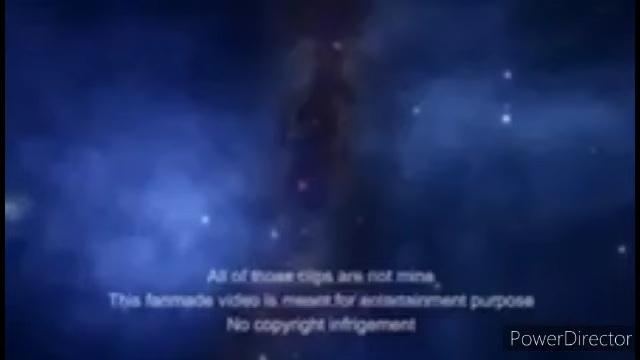 All of those clips are not mine
This fanmade video is meant for entertainment purpose
No copyright infrigement
PowerDirector